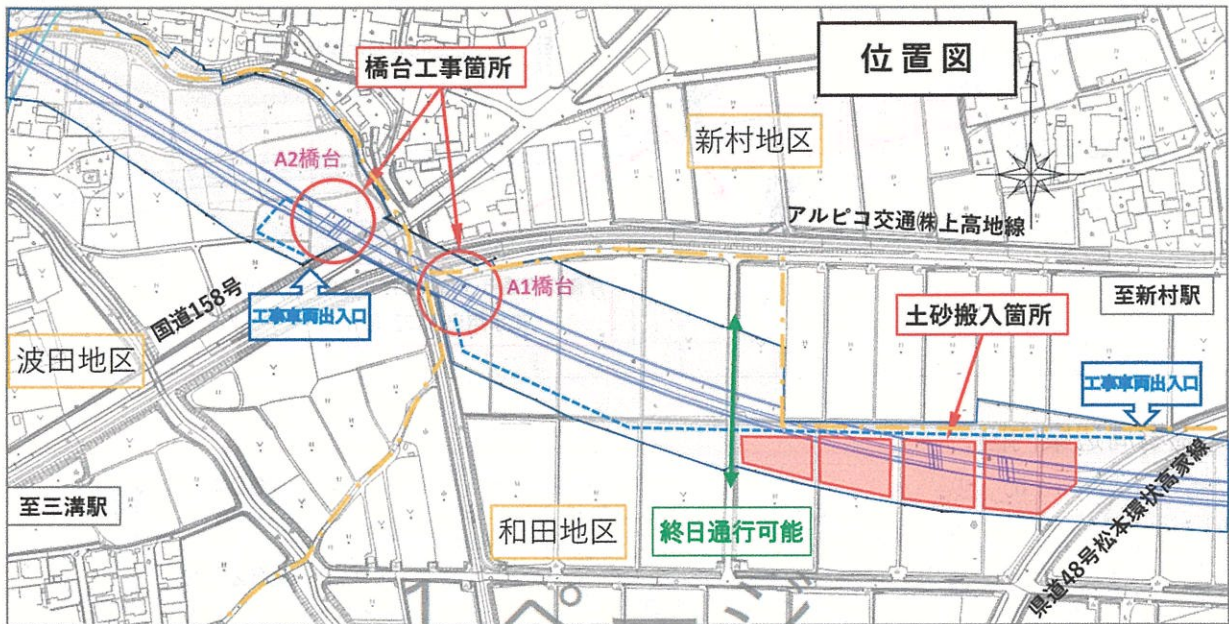 位置図
橋台工事箇所
新村地区
A2橋台
アルピコ交通㈱上高地線
A1橋台
至新村駅
国道158号
工事車両出入口
土砂搬入箇所
波田地区
工事車両出入口
至三溝駅
和田地区
終日通行可能
県道48号松本環状高家線